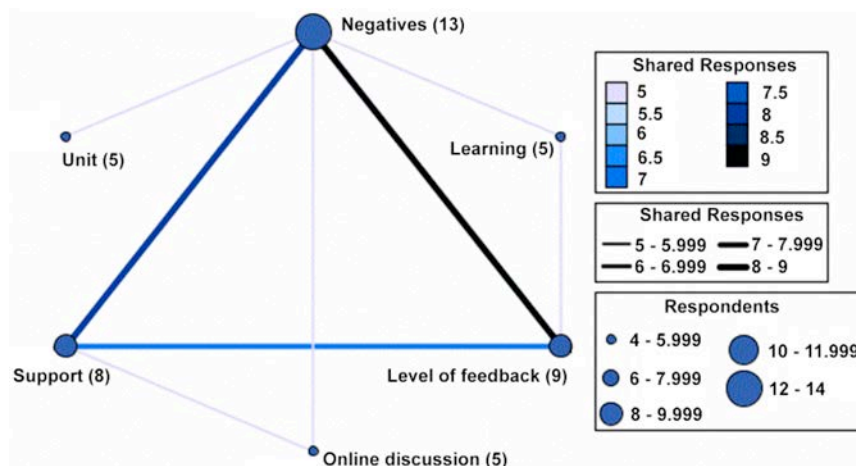 Negatives (13)
Unit (5)
Learning (5)
Support (8)
Level of feedback (9)
Online discussion (5)
Shared Responses
5
5.5
6
6.5
7
7.5
8
8.5
9
Shared Responses
5 - 5.999
6 - 6.999
7 - 7.999
8 - 9
Respondents
4 - 5.999
6 - 7.999
8 - 9.999
10 - 11.999
12 - 14